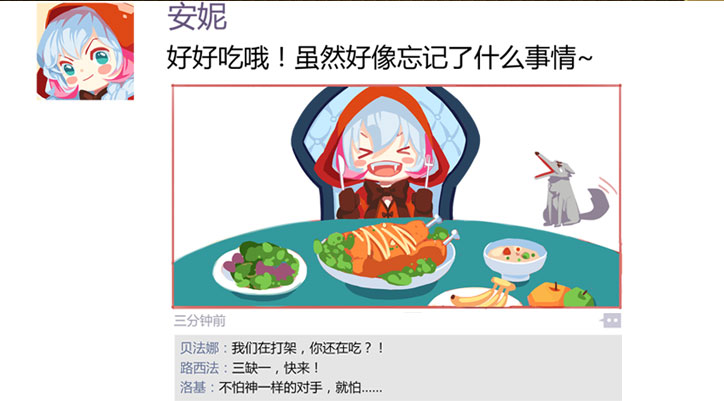 安妮
好好吃哦！虽然好像忘记了什么事情~
三分钟前
贝法娜：我们在打架，你还在吃？！
路西法：三缺一，快来！
洛基：不怕神一样的对手，就怕……